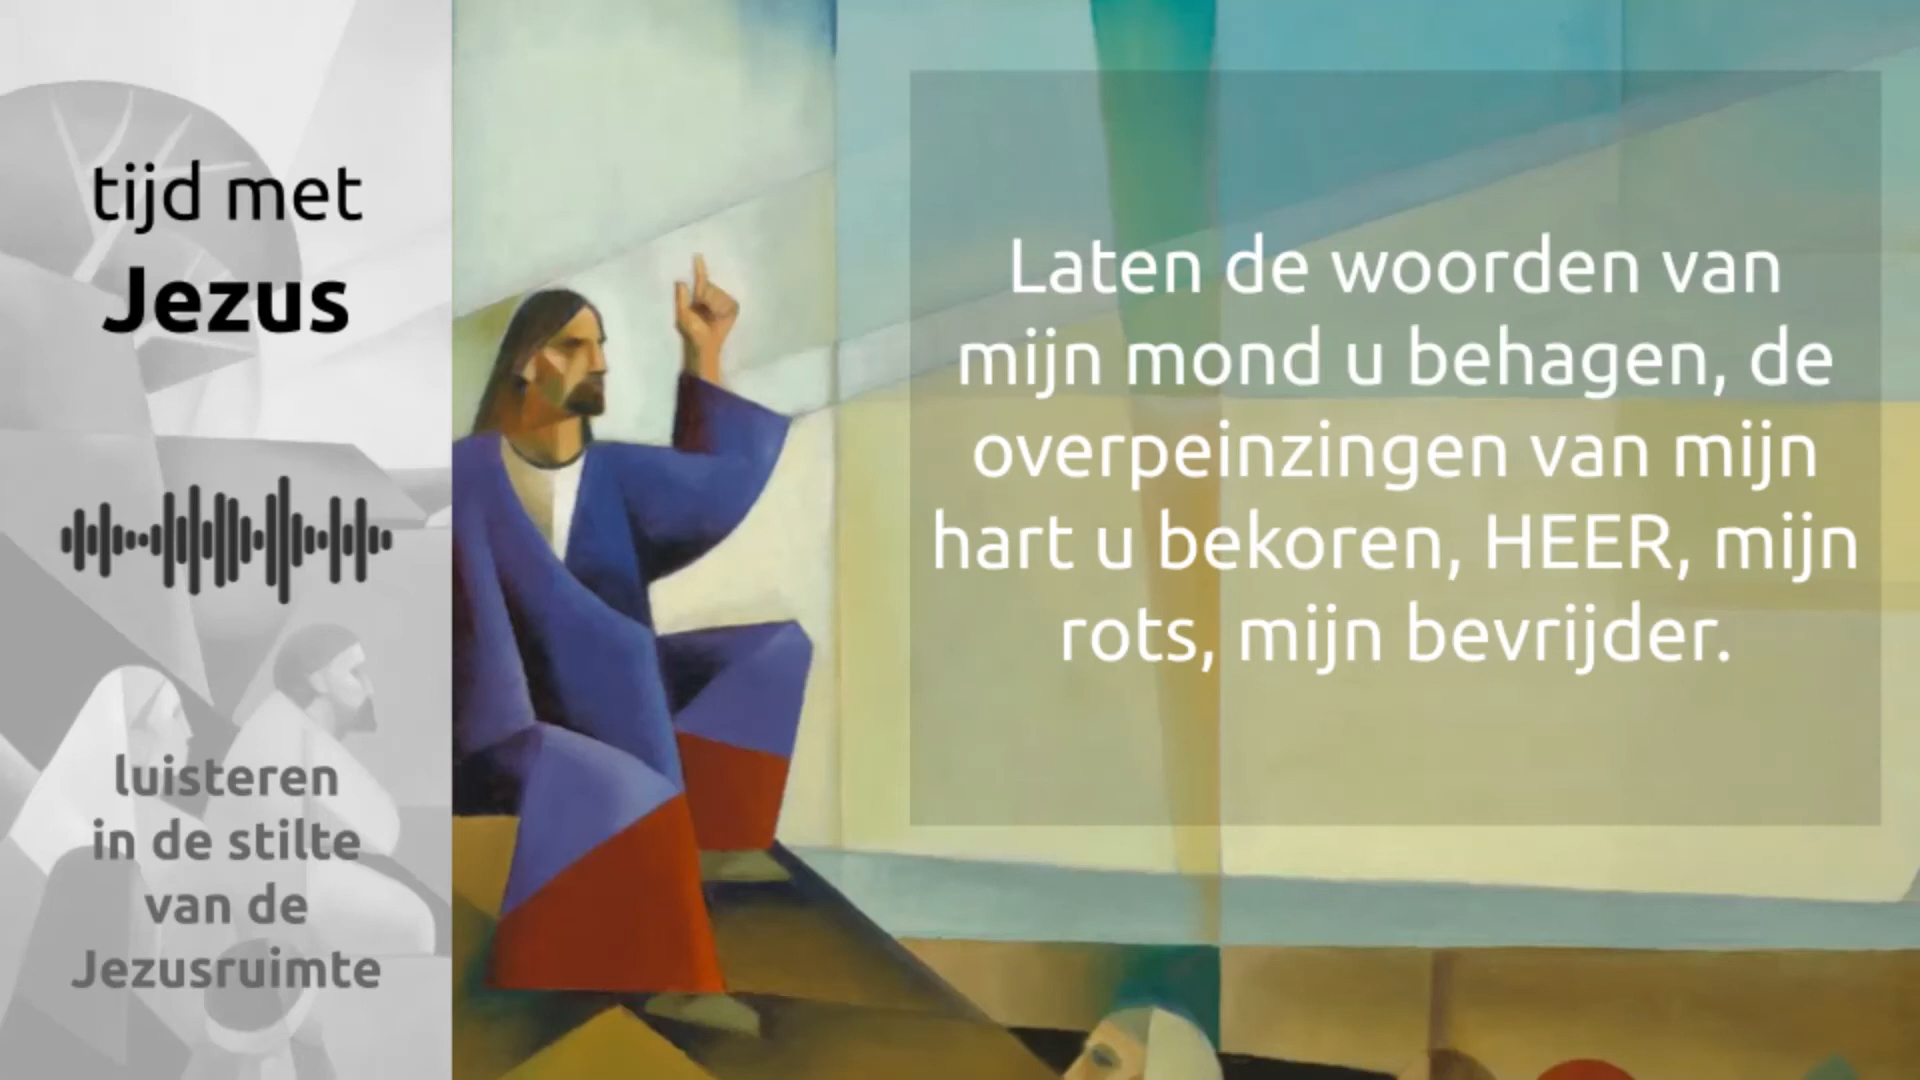 tijd met
Jezus
luisteren
in de stilte
van de
Jezusruimte
Laten de woorden van
mijn mond u behagen, de
overpeinzingen van mijn
hart u bekoren, HEER, mijn
rots, mijn bevrijder.